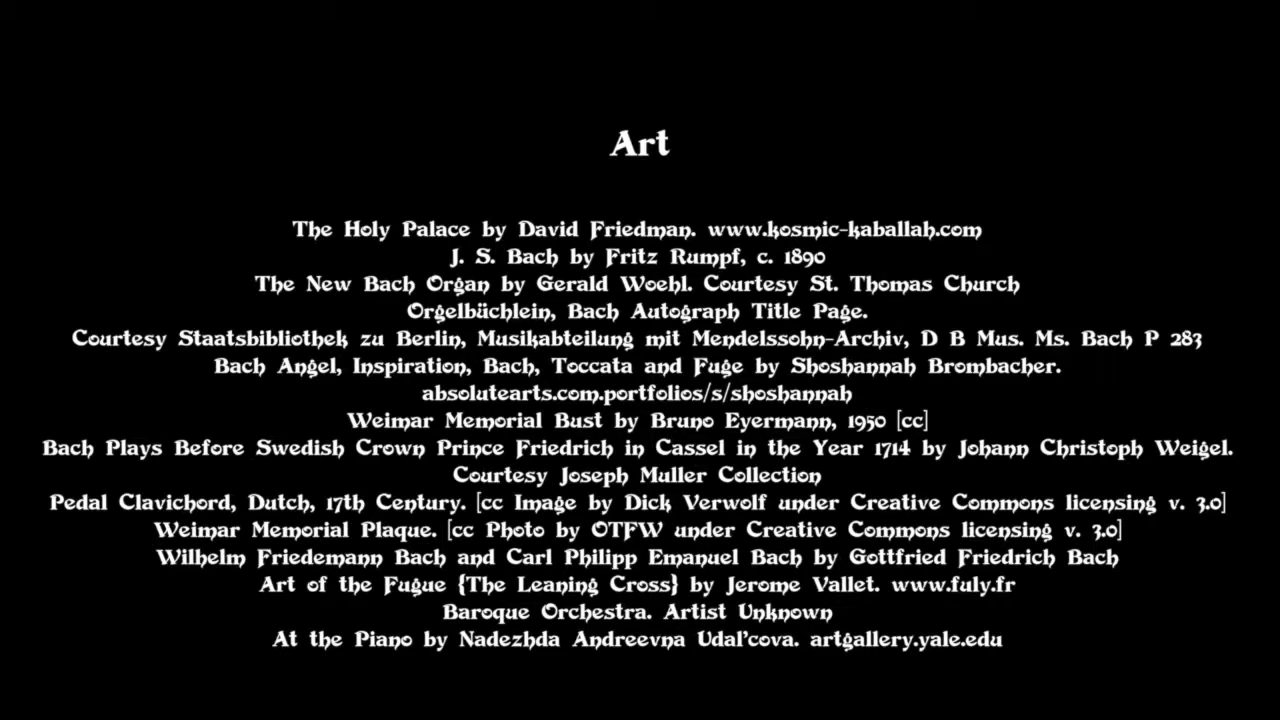 Art
The Holy Palace by David Friedman. www.kosmic-kaballah.com
J. S. Bach by Fritz Rumpf, c. 1890
The New Bach Organ by Gerald Woehl. Courtesy St. Thomas Church
Orgelbüchlein, Bach Autograph Title Page.
Courtesy Staatsbibliothek zu Berlin, Musikabteilung mit Mendelssohn-Archiv, D B Mus. Ms. Bach P 283
Bach Angel, Inspiration, Bach, Toccata and Fuge by Shoshannah Brombacher.
absolutearts.com.portfolios/s/shoshannah
Weimar Memorial Bust by Bruno Eyermann, 1950 [cc]
Bach Plays Before Swedish Crown Prince Friedrich in Cassel in the Year 1714 by Johann Christoph Weigel.
Courtesy Joseph Muller Collection
Pedal Clavichord, Dutch, 17th Century. [cc Image by Dick Verwolf under Creative Commons licensing v. 3.0]
Weimar Memorial Plaque. [cc Photo by OTFW under Creative Commons licensing v. 3.0]
Wilhelm Friedemann Bach and Carl Philipp Emanuel Bach by Gottfried Friedrich Bach
Art of the Fugue {The Leaning Cross} by Jerome Vallet. www.fuly.fr
Baroque Orchestra. Artist Unknown
At the Piano by Nadezhda Andreevna Udal'cova. artgallery.yale.edu